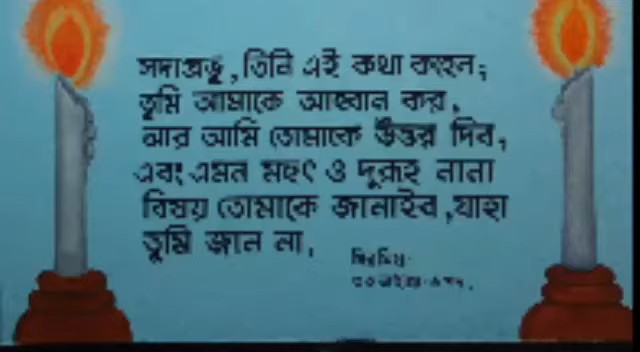 সদাপ্রভু, তিনি এই কথা কহেন;
তুমি আমাকে আহ্বান কর,
আর আমি তোমাকে উত্তর দিব,
এবং এমন মহৎ ও দুরূহ নানা
বিষয় তোমাকে জানাইব, যাহা
তুমি জান না,